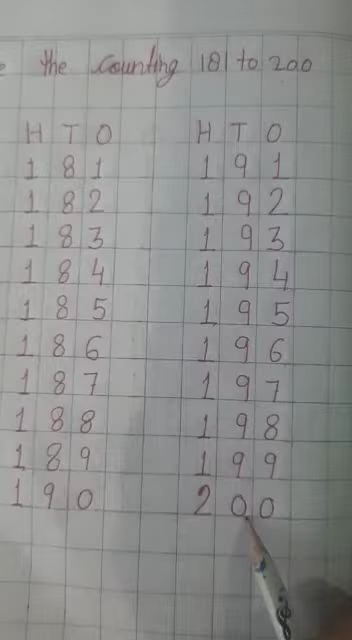 the counting 181 to 200
H T O H T O
1 8 1 1 9 1
1 8 2 1 9 2
1 8 3 1 9 3
1 8 4 1 9 4
1 8 5 1 9 5
1 8 6 1 9 6
1 8 7 1 9 7
1 8 8 1 9 8
1 8 9 1 9 9
1 9 0 2 0 0